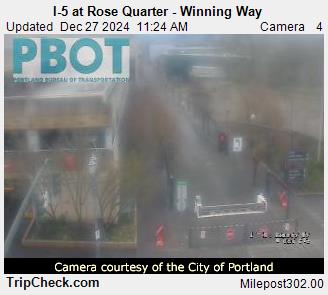 I-5 at Rose Quarter - Winning Way
Updated Dec 27 2024 11:24 AM Camera 4
PBOT
PORTLAND BUREAU OF TRANSPORTATION
Camera courtesy of the City of Portland
TripCheck.com Milepost302.00